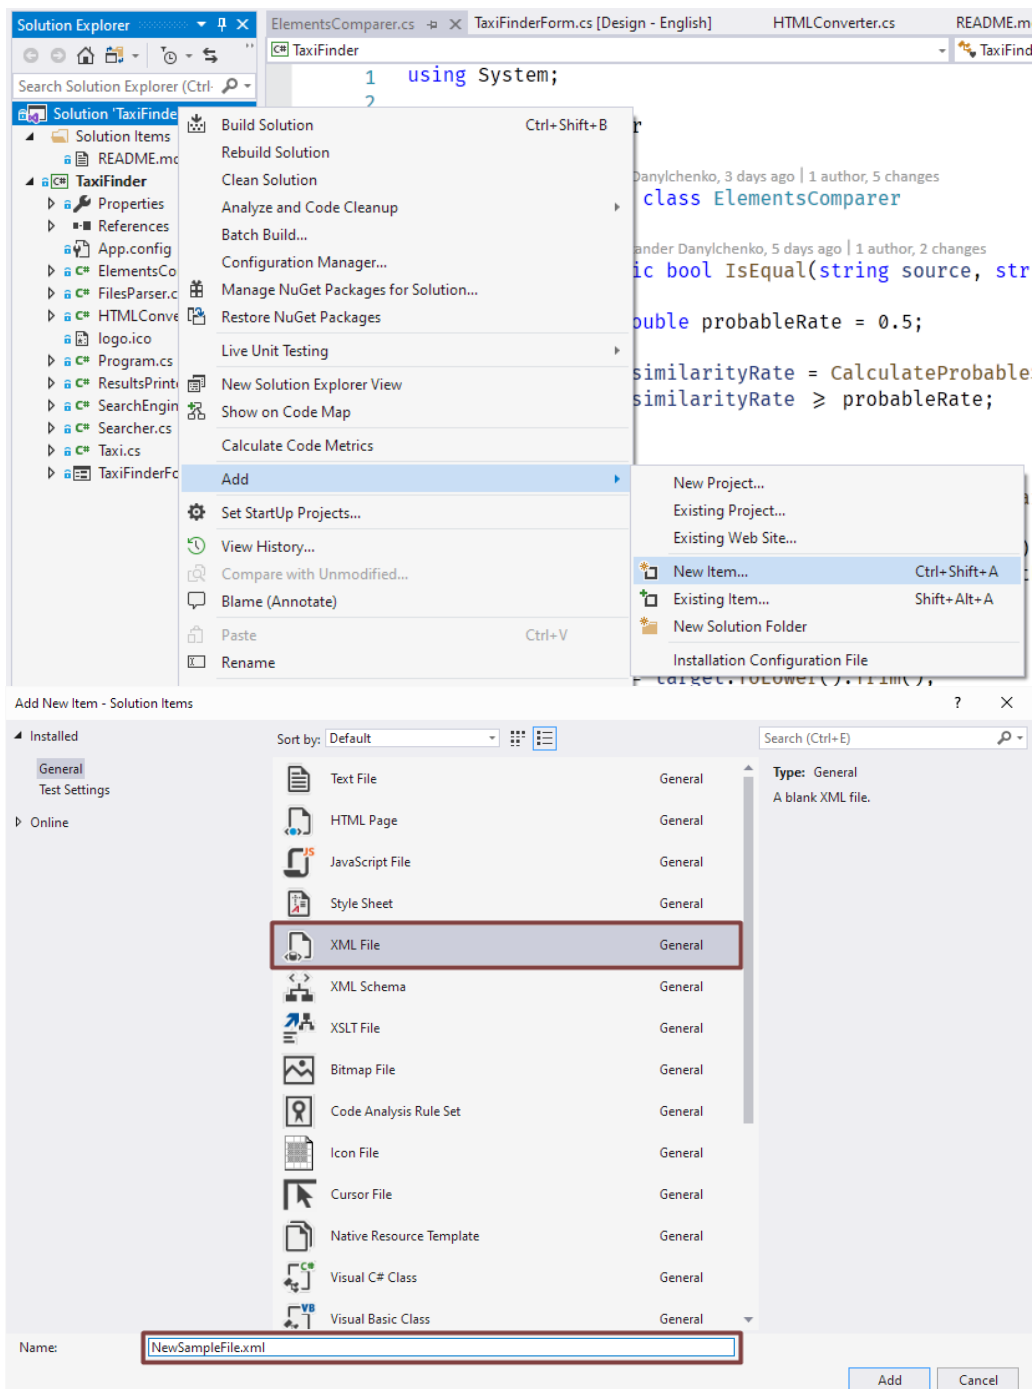 Solution Explorer
ElementsComparer.cs
TaxiFinderForm.cs [Design - English]
HTMLConverter.cs
README.m
TaxiFinder
TaxiFind
Search Solution Explorer (Ctrl-
1 using System;
2
Solution 'TaxiFinde
Solution Items
README.md
TaxiFinder
Properties
References
App.config
ElementsCo
FilesParser.c
HTMLConve
logo.ico
Program.cs
ResultsPrint
SearchEngin
Searcher.cs
Taxi.cs
TaxiFinderFo
Build Solution Ctrl+Shift+B
Rebuild Solution
Clean Solution
Analyze and Code Cleanup
Batch Build...
Configuration Manager...
Manage NuGet Packages for Solution...
Restore NuGet Packages
Live Unit Testing
New Solution Explorer View
Show on Code Map
Calculate Code Metrics
Add
Set StartUp Projects...
View History...
Compare with Unmodified...
Blame (Annotate)
Paste Ctrl+V
Rename
r
Danylchenko, 3 days ago | 1 author, 5 changes
class ElementsComparer
ander Danylchenko, 5 days ago | 1 author, 2 changes
ic bool IsEqual(string source, str
ouble probableRate = 0.5;
similarityRate = CalculateProbable
similarityRate ⩾ probableRate;
New Project...
Existing Project...
Existing Web Site...
New Item... Ctrl+Shift+A
Existing Item... Shift+Alt+A
New Solution Folder
Installation Configuration File
= target.ToLower().Trim();
Add New Item - Solution Items ?
Installed
General
Test Settings
Online
Sort by: Default
Search (Ctrl+E)
Type: General
A blank XML file.
Text File General
HTML Page General
JavaScript File General
Style Sheet General
XML File General
XML Schema General
XSLT File General
Bitmap File General
Code Analysis Rule Set General
Icon File General
Cursor File General
Native Resource Template General
Visual C# Class General
Visual Basic Class General
Name: NewSampleFile.xml
Add Cancel